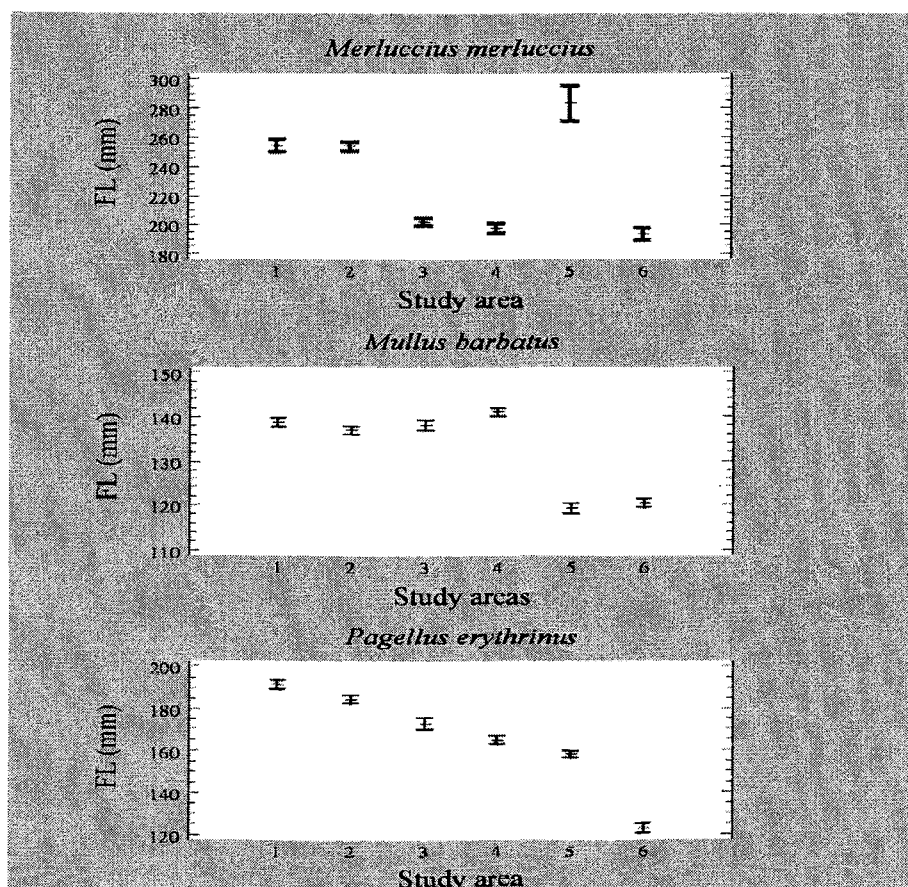 Merluccius merluccius
300
280
260
240
220
200
180
FL (mm)
1 2 3 4 5 6
Study area
Mullus barbatus
150
140
130
120
110
FL (mm)
1 2 3 4 5 6
Study areas
Pagellus erythrinus
200
180
160
140
120
FL (mm)
1 2 3 4 5 6
Study area